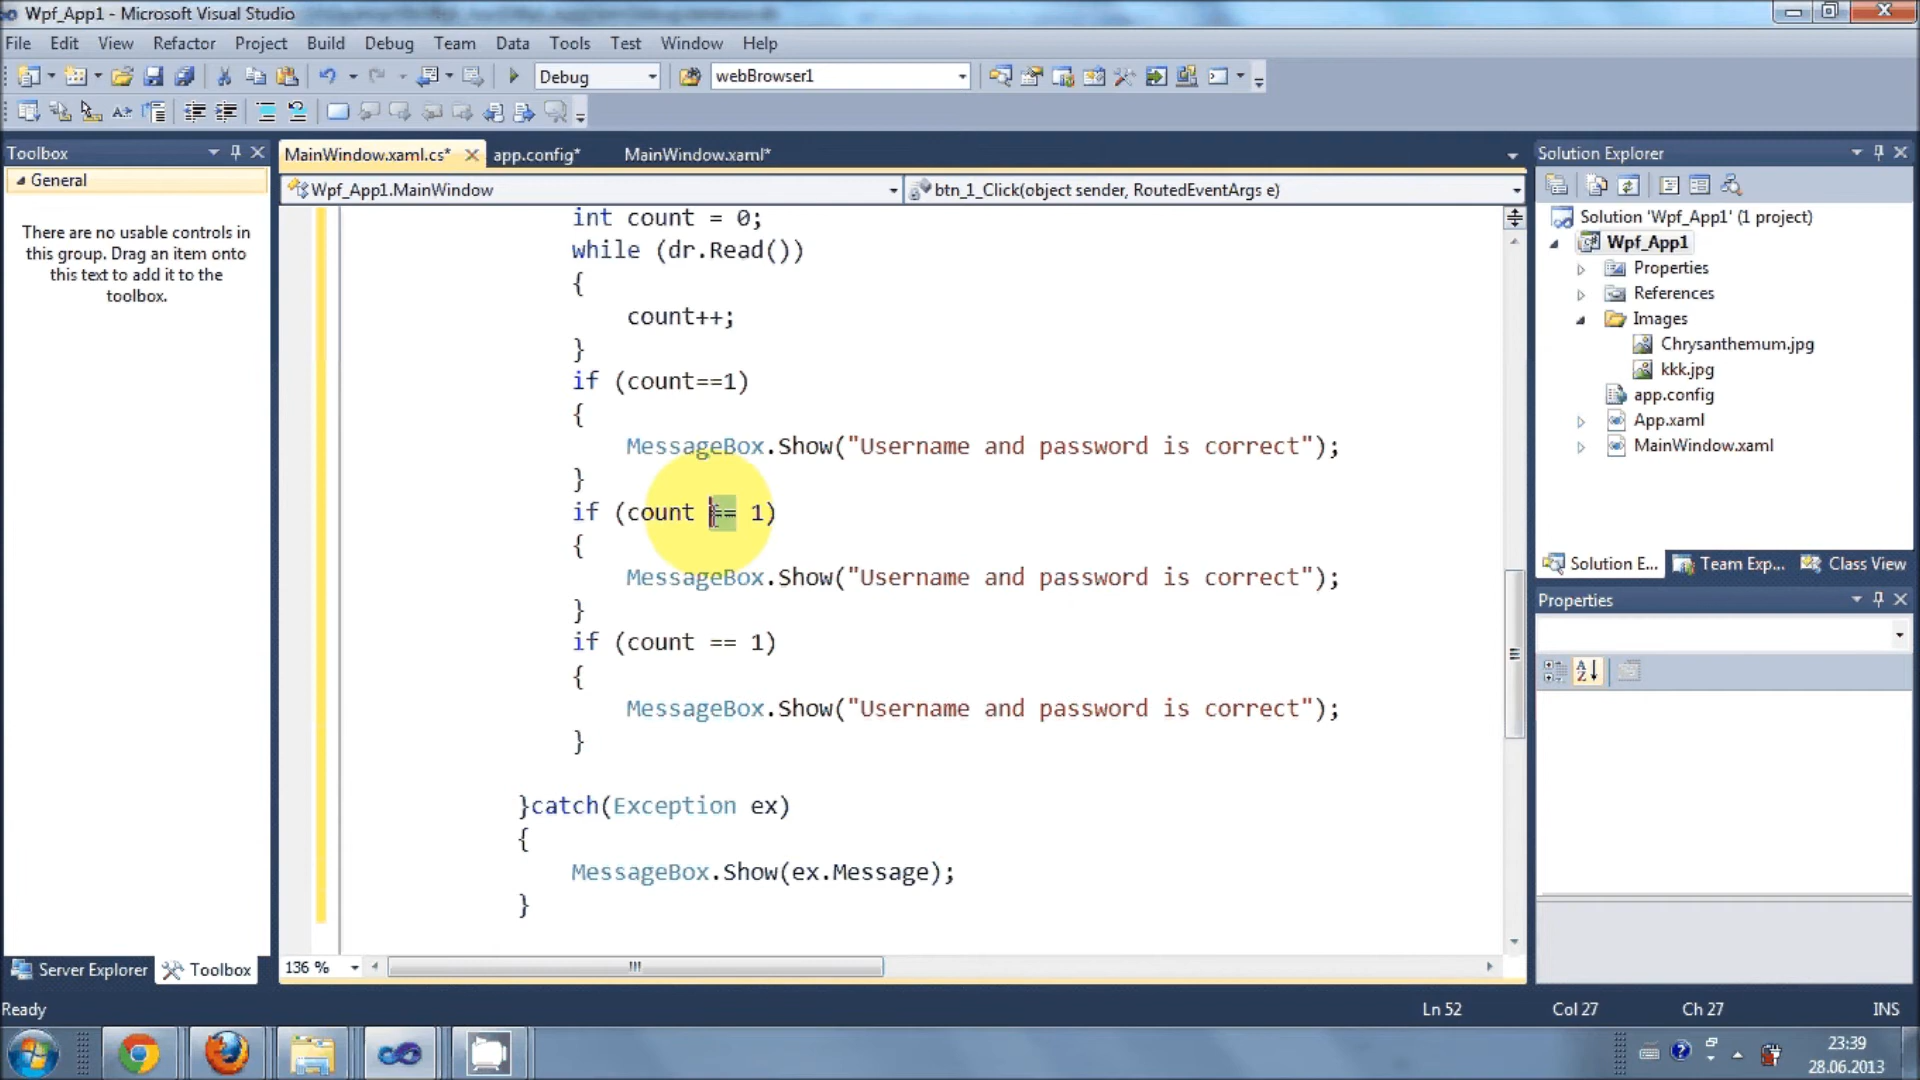 Wpf_App1 - Microsoft Visual Studio
File Edit View Refactor Project Build Debug Team Data Tools Test Window Help
Debug webBrowser1
Toolbox
General
There are no usable controls in
this group. Drag an item onto
this text to add it to the
toolbox.
Server Explorer Toolbox
MainWindow.xaml.cs* app.config* MainWindow.xaml*
Wpf_App1.MainWindow btn_1_Click(object sender, RoutedEventArgs e)
int count = 0;
while (dr.Read())
{
count++;
}
if (count==1)
{
MessageBox.Show("Username and password is correct");
}
if (count == 1)
{
MessageBox.Show("Username and password is correct");
}
if (count == 1)
{
MessageBox.Show("Username and password is correct");
}
}catch(Exception ex)
{
MessageBox.Show(ex.Message);
}
136 %
Solution Explorer
Solution 'Wpf_App1' (1 project)
Wpf_App1
Properties
References
Images
Chrysanthemum.jpg
kkk.jpg
app.config
App.xaml
MainWindow.xaml
Solution E... Team Exp... Class View
Properties
Ready Ln 52 Col 27 Ch 27 INS
23:39
28.06.2013